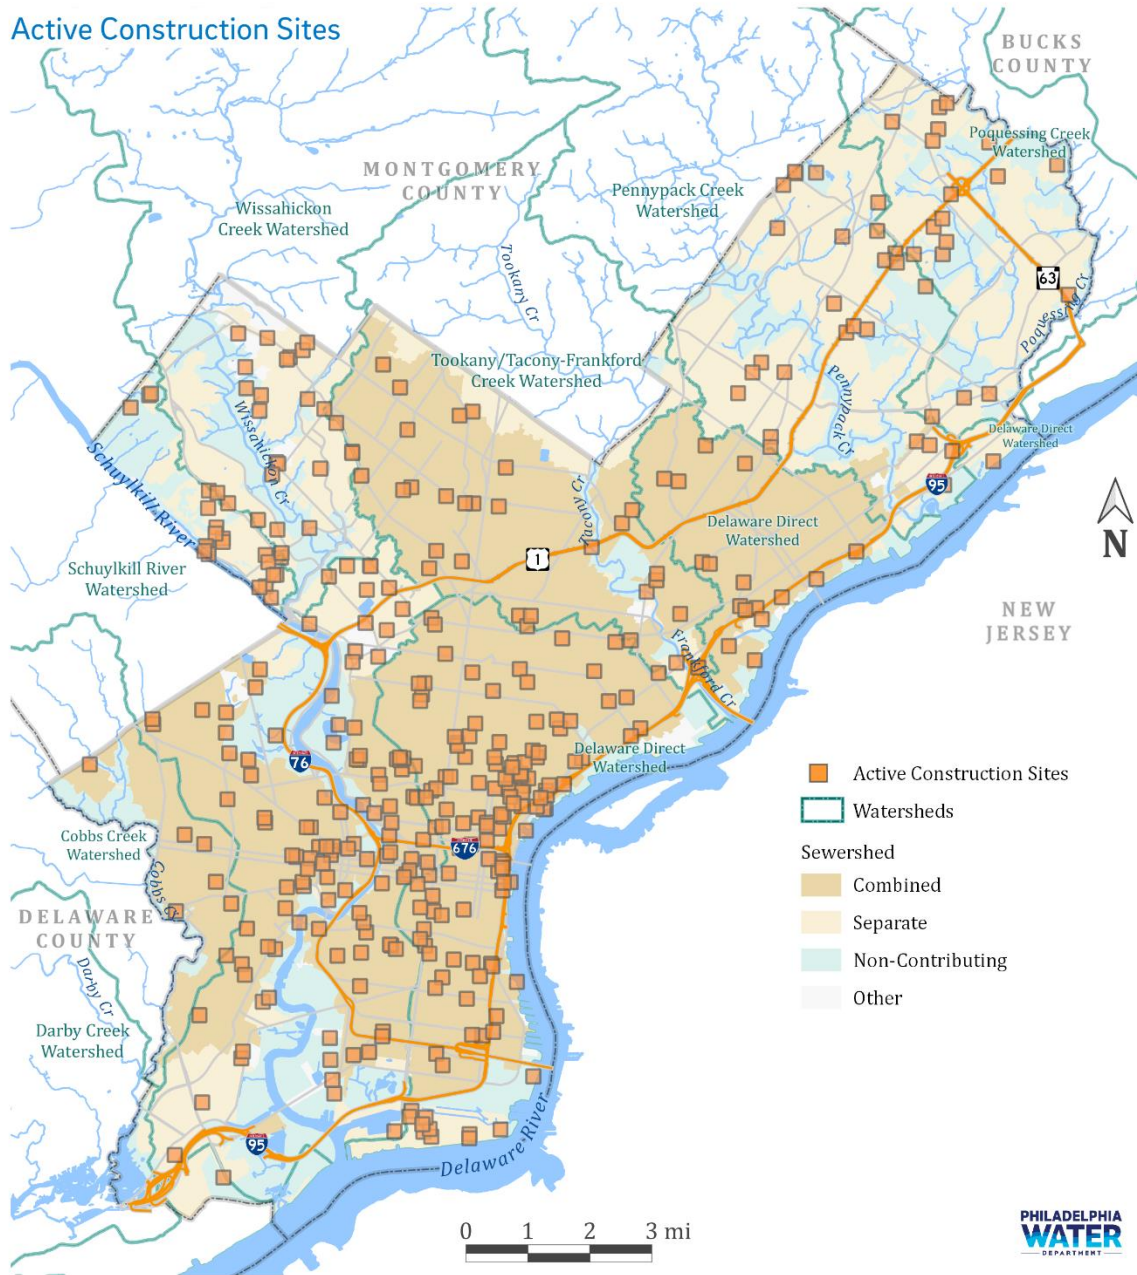 Active Construction Sites
BUCKS
COUNTY
Poquessing Creek
Watershed
MONTGOMERY
COUNTY
Pennypack Creek
Watershed
Wissahickon
Creek Watershed
Tookany Cr
63
Poquessing Cr
Tookany/Tacony-Frankford
Creek Watershed
Pennypack Cr
Wissahickon Cr
Delaware Direct
Watershed
Schuylkill River
95
Tacony Cr
Delaware Direct
Watershed
N
1
Schuylkill River
Watershed
NEW
JERSEY
Frankford Cr
Delaware Direct
Watershed
76
Active Construction Sites
Watersheds
Cobbs Creek
Watershed
676
Sewershed
Cobbs Cr
Combined
DELAWARE
COUNTY
Separate
Darby Cr
Non-Contributing
Other
Darby Creek
Watershed
95
Delaware River
0 1 2 3 mi
PHILADELPHIA
WATER
DEPARTMENT